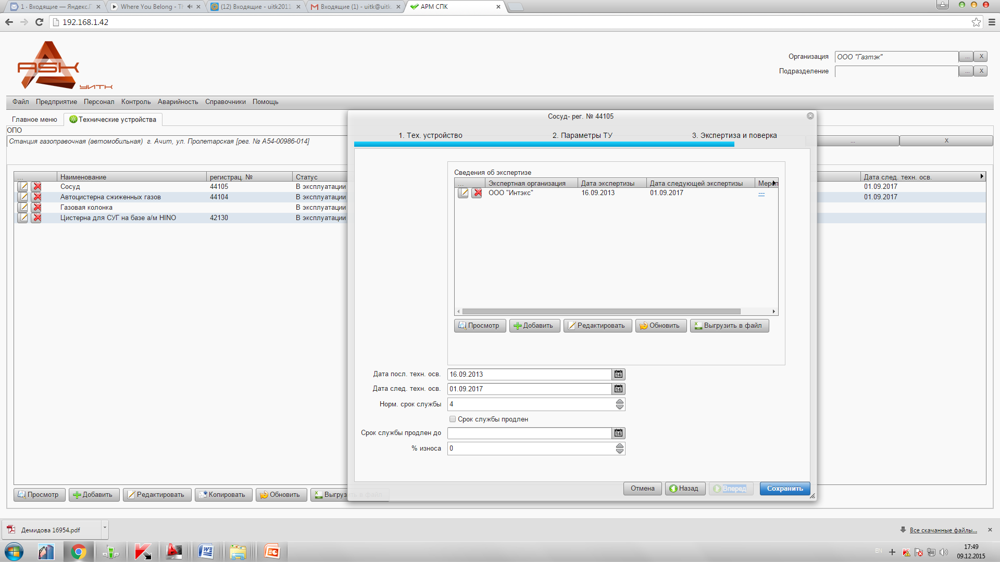 1 · Входящие — Яндекс.П
Where You Belong - Th
(12) Входящие - uitk2011
Входящие (1) - uitk@uitk.
АРМ СПК
192.168.1.42
ASK
УИТК
Организация
ООО "Газтэк"
... X
Подразделение
... X
Файл Предприятие Персонал Контроль Аварийность Справочники Помощь
Главное меню
Технические устройства
ОПО
Станция газоправочная (автомобильная) г. Ачит, ул. Пролетарская [рег. № А54-00986-014]
... X
... Наименование регистрац. № Статус Дата след. техн. осв.
Сосуд 44105 В эксплуатации 01.09.2017
Автоцистерна сжиженных газов 44104 В эксплуатации 01.09.2017
Газовая колонка В эксплуатации
Цистерна для СУГ на базе а/м HINO 42130 В эксплуатации
Просмотр Добавить Редактировать Копировать Обновить Выгрузить в файл
Сосуд- рег. № 44105
1. Тех. устройство 2. Параметры ТУ 3. Экспертиза и поверка
Сведения об экспертизе
... Экспертная организация Дата экспертизы Дата следующей экспертизы Мероп
ООО "Интэкс" 16.09.2013 01.09.2017 ---
Просмотр Добавить Редактировать Обновить Выгрузить в файл
Дата посл. техн. осв. 16.09.2013 14
Дата след. техн. осв. 01.09.2017 14
Норм. срок службы 4
Срок службы продлен
Срок службы продлен до 14
% износа 0
Отмена Назад Вперед Сохранить
Демидова 16954.pdf
Все скачанные файлы...
EN
17:49
09.12.2015